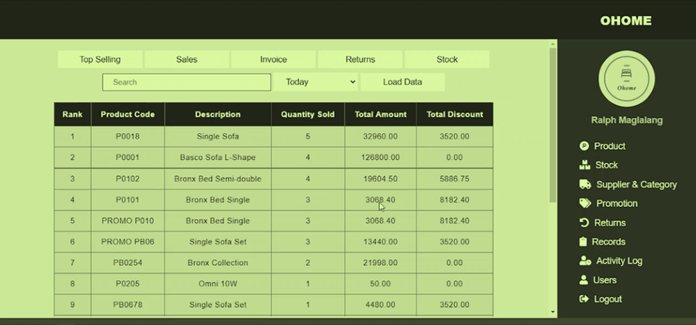 OHOME
Top Selling Sales Invoice Returns Stock
Search Today Load Data
Rank Product Code Description Quantity Sold Total Amount Total Discount
1 P0018 Single Sofa 5 32960.00 3520.00
2 P0001 Basco Sofa L-Shape 4 126800.00 0.00
3 P0102 Bronx Bed Semi-double 4 19604.50 5886.75
4 P0101 Bronx Bed Single 3 3068.40 8182.40
5 PROMO P010 Bronx Bed Single 3 3068.40 8182.40
6 PROMO PB06 Single Sofa Set 3 13440.00 3520.00
7 PB0254 Bronx Collection 2 21998.00 0.00
8 P0205 Omni 10W 1 50.00 0.00
9 PB0678 Single Sofa Set 1 4480.00 3520.00
Ohome
Ralph Maglalang
Product
Stock
Supplier & Category
Promotion
Returns
Records
Activity Log
Users
Logout